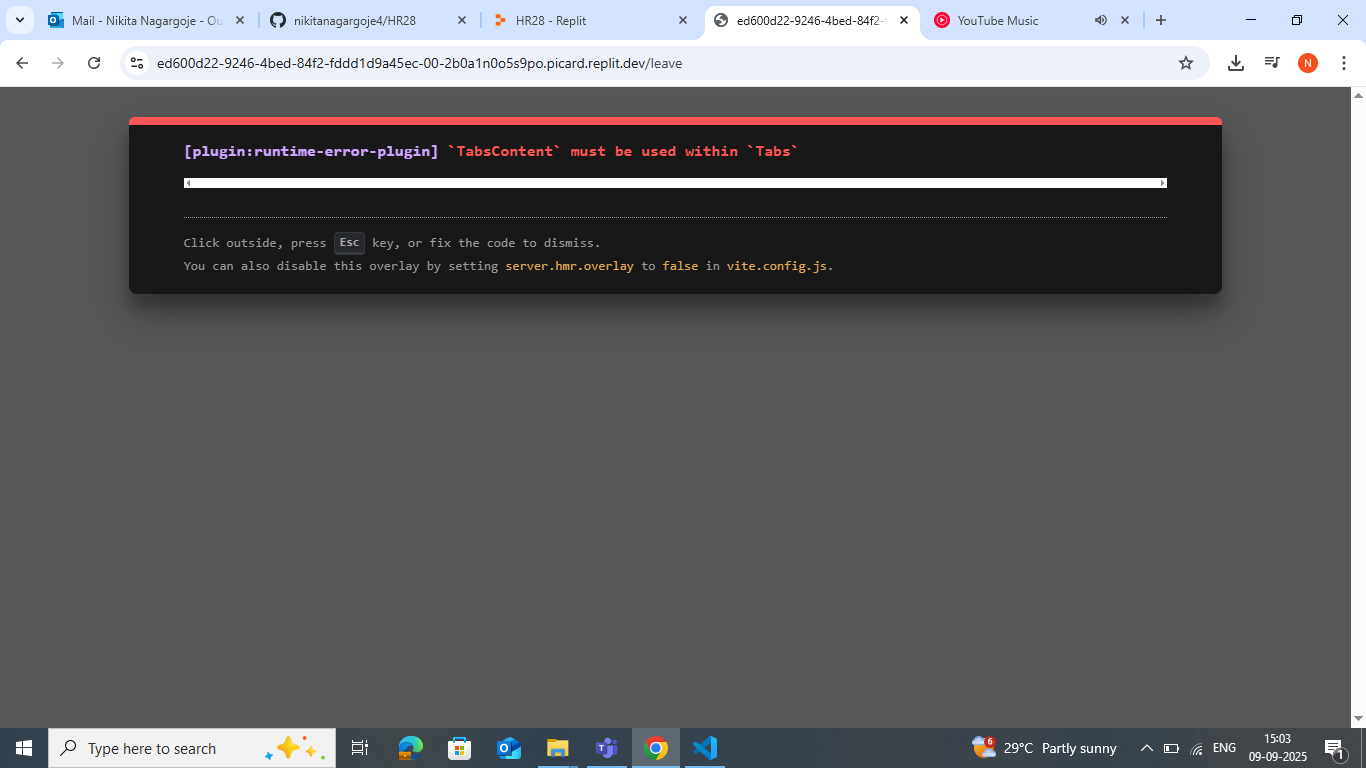 Mail - Nikita Nagargoje - Ou
nikitanagargoje4/HR28
HR28 - Replit
ed600d22-9246-4bed-84f2-f
YouTube Music
ed600d22-9246-4bed-84f2-fddd1d9a45ec-00-2b0a1n0o5s9po.picard.replit.dev/leave
N
[plugin:runtime-error-plugin] `TabsContent` must be used within `Tabs`
Click outside, press Esc key, or fix the code to dismiss.
You can also disable this overlay by setting server.hmr.overlay to false in vite.config.js.
Type here to search
6
29°C Partly sunny
ENG
15:03
09-09-2025
1